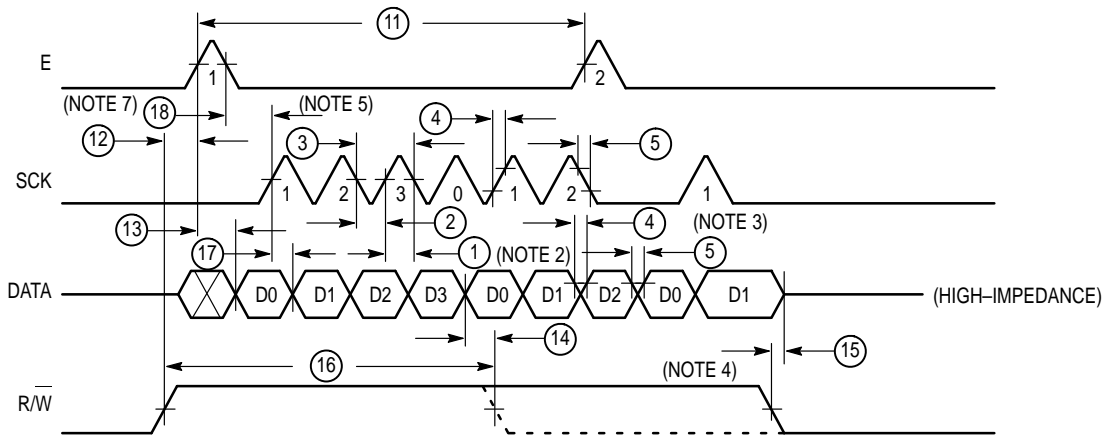 11
E
1
2
(NOTE 7)
18
(NOTE 5)
4
12
3
5
SCK
1
2
3
0
1
2
1
13
2
4
(NOTE 3)
17
1
(NOTE 2)
5
DATA
D0
D1
D2
D3
D0
D1
D2
D0
D1
(HIGH–IMPEDANCE)
14
16
(NOTE 4)
15
R/W̅